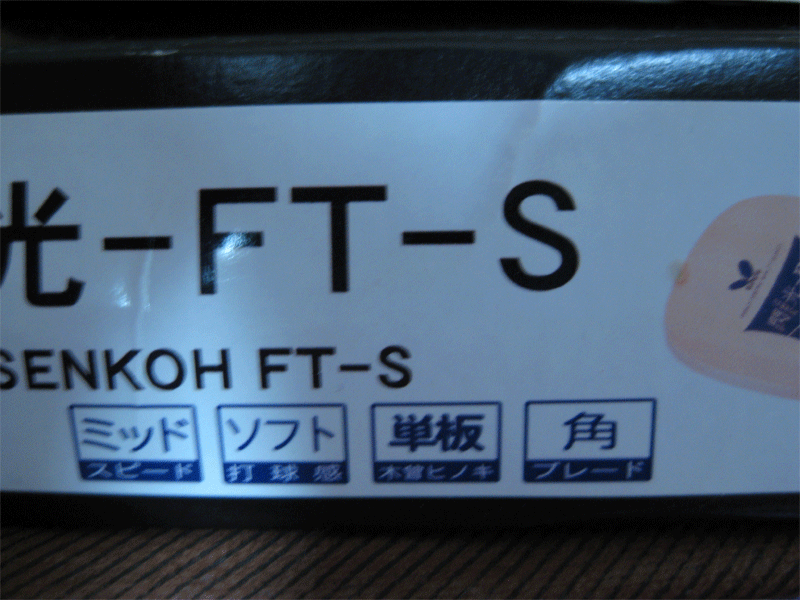 光-FT-S
SENKOH FT-S
ミッド ソフト 単板 角
スピード 打球感 木曽ヒノキ ブレード